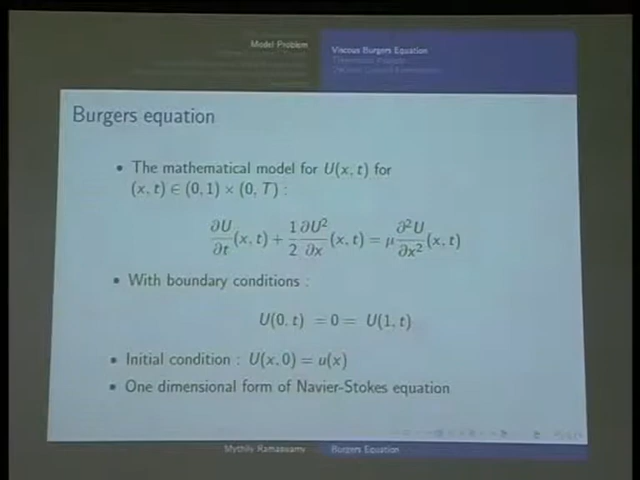 Model Problem
Viscous Burgers Equation
Burgers equation
• The mathematical model for U(x, t) for
(x, t) ∈ (0, 1) × (0, T) :
∂U/∂t (x, t) + 1/2 ∂U²/∂x (x, t) = μ ∂²U/∂x² (x, t)
• With boundary conditions :
U(0, t) = 0 = U(1, t)
• Initial condition : U(x, 0) = u(x)
• One dimensional form of Navier-Stokes equation
Mythily Ramaswamy
Burgers Equation